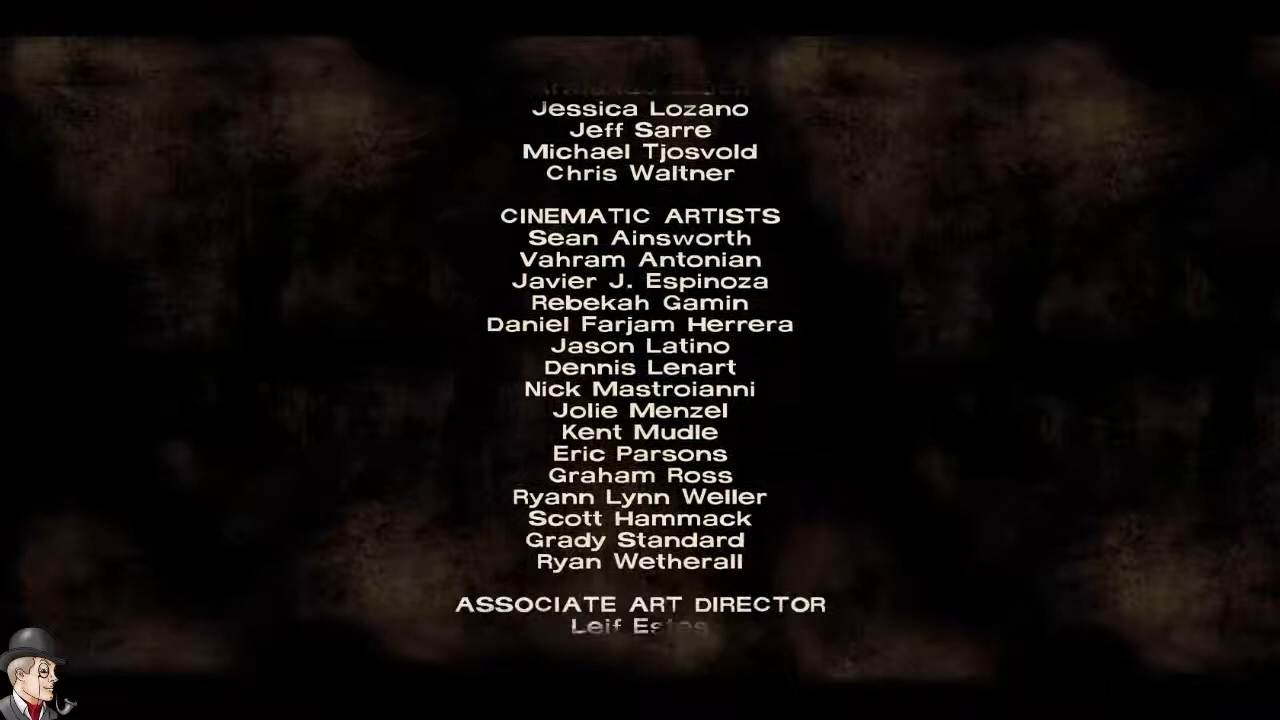 Jessica Lozano
Jeff Sarre
Michael Tjosvold
Chris Waltner
CINEMATIC ARTISTS
Sean Ainsworth
Vahram Antonian
Javier J. Espinoza
Rebekah Gamin
Daniel Farjam Herrera
Jason Latino
Dennis Lenart
Nick Mastroianni
Jolie Menzel
Kent Mudle
Eric Parsons
Graham Ross
Ryann Lynn Weller
Scott Hammack
Grady Standard
Ryan Wetherall
ASSOCIATE ART DIRECTOR
Leif Estes